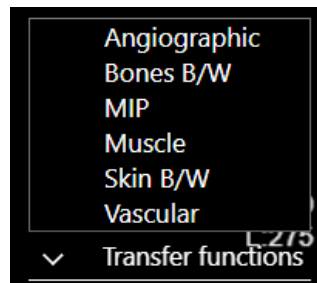 Angiographic
Bones B/W
MIP
Muscle
Skin B/W
Vascular
L:275
Transfer functions